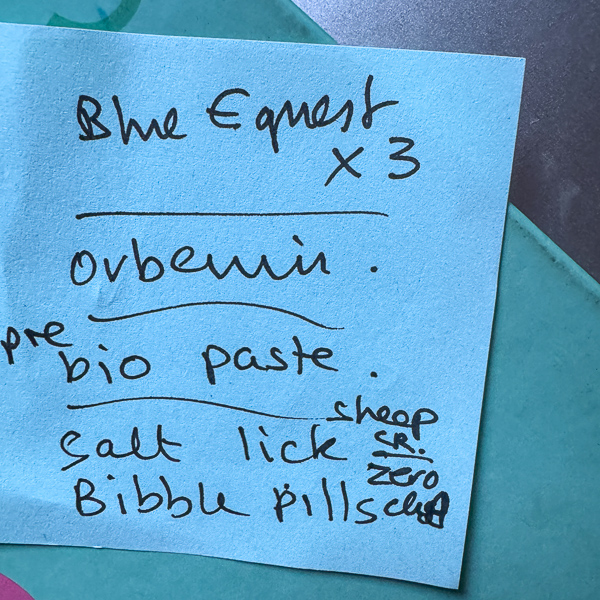 Blue Equest
x 3
Orbenin.
pre
bio paste.
sheep
salt lick
zero
Bibble pills